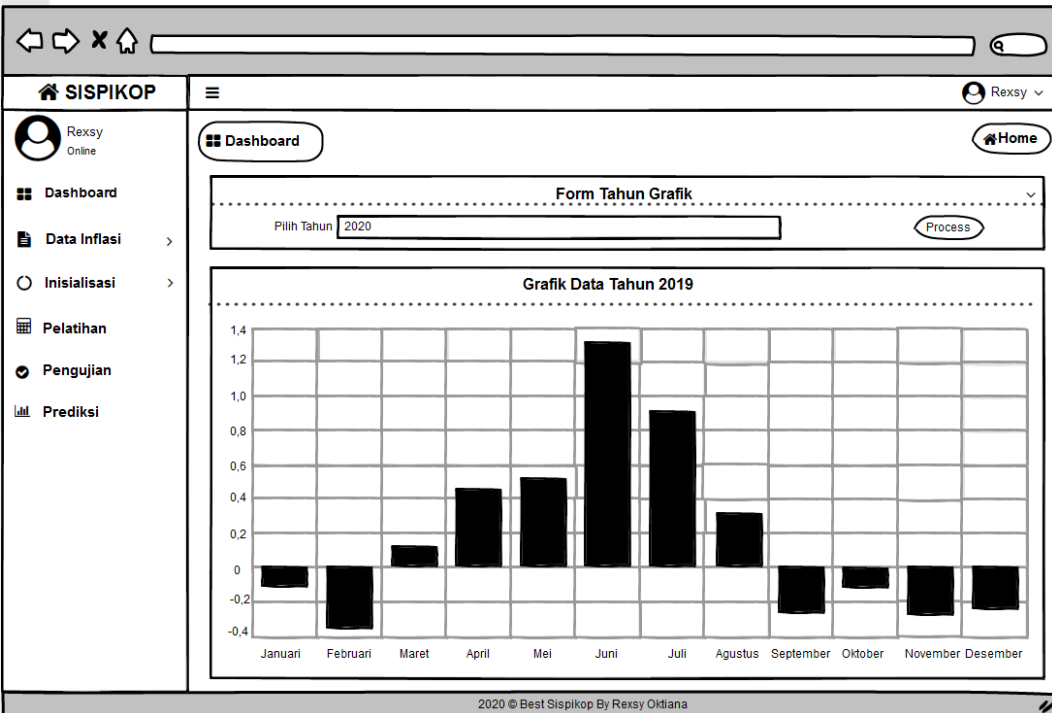 SISPIKOP
Rexsy
Rexsy
Online
Dashboard
Home
Dashboard
Data Inflasi
Inisialisasi
Pelatihan
Pengujian
Prediksi
Form Tahun Grafik
Pilih Tahun 2020 Process
Grafik Data Tahun 2019
1,4
1,2
1,0
0,8
0,6
0,4
0,2
0
-0,2
-0,4
Januari Februari Maret April Mei Juni Juli Agustus September Oktober November Desember
2020 © Best Sispikop By Rexsy Oktiana